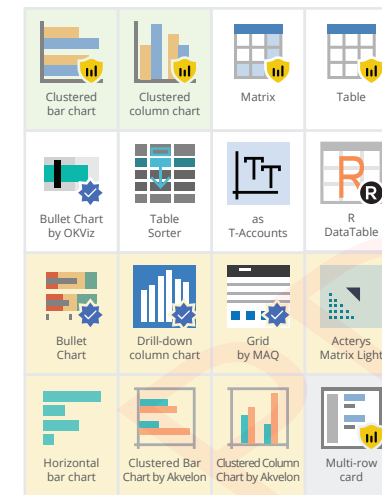 Clustered
bar chart
Clustered
column chart
Matrix
Table
Bullet Chart
by OKViz
Table
Sorter
TT
as
T-Accounts
R
R
R
DataTable
Bullet
Chart
Drill-down
column chart
Grid
by MAQ
Acterys
Matrix Light
Horizontal
bar chart
Clustered Bar
Chart by Akvelon
Clustered Column
Chart by Akvelon
Multi-row
card